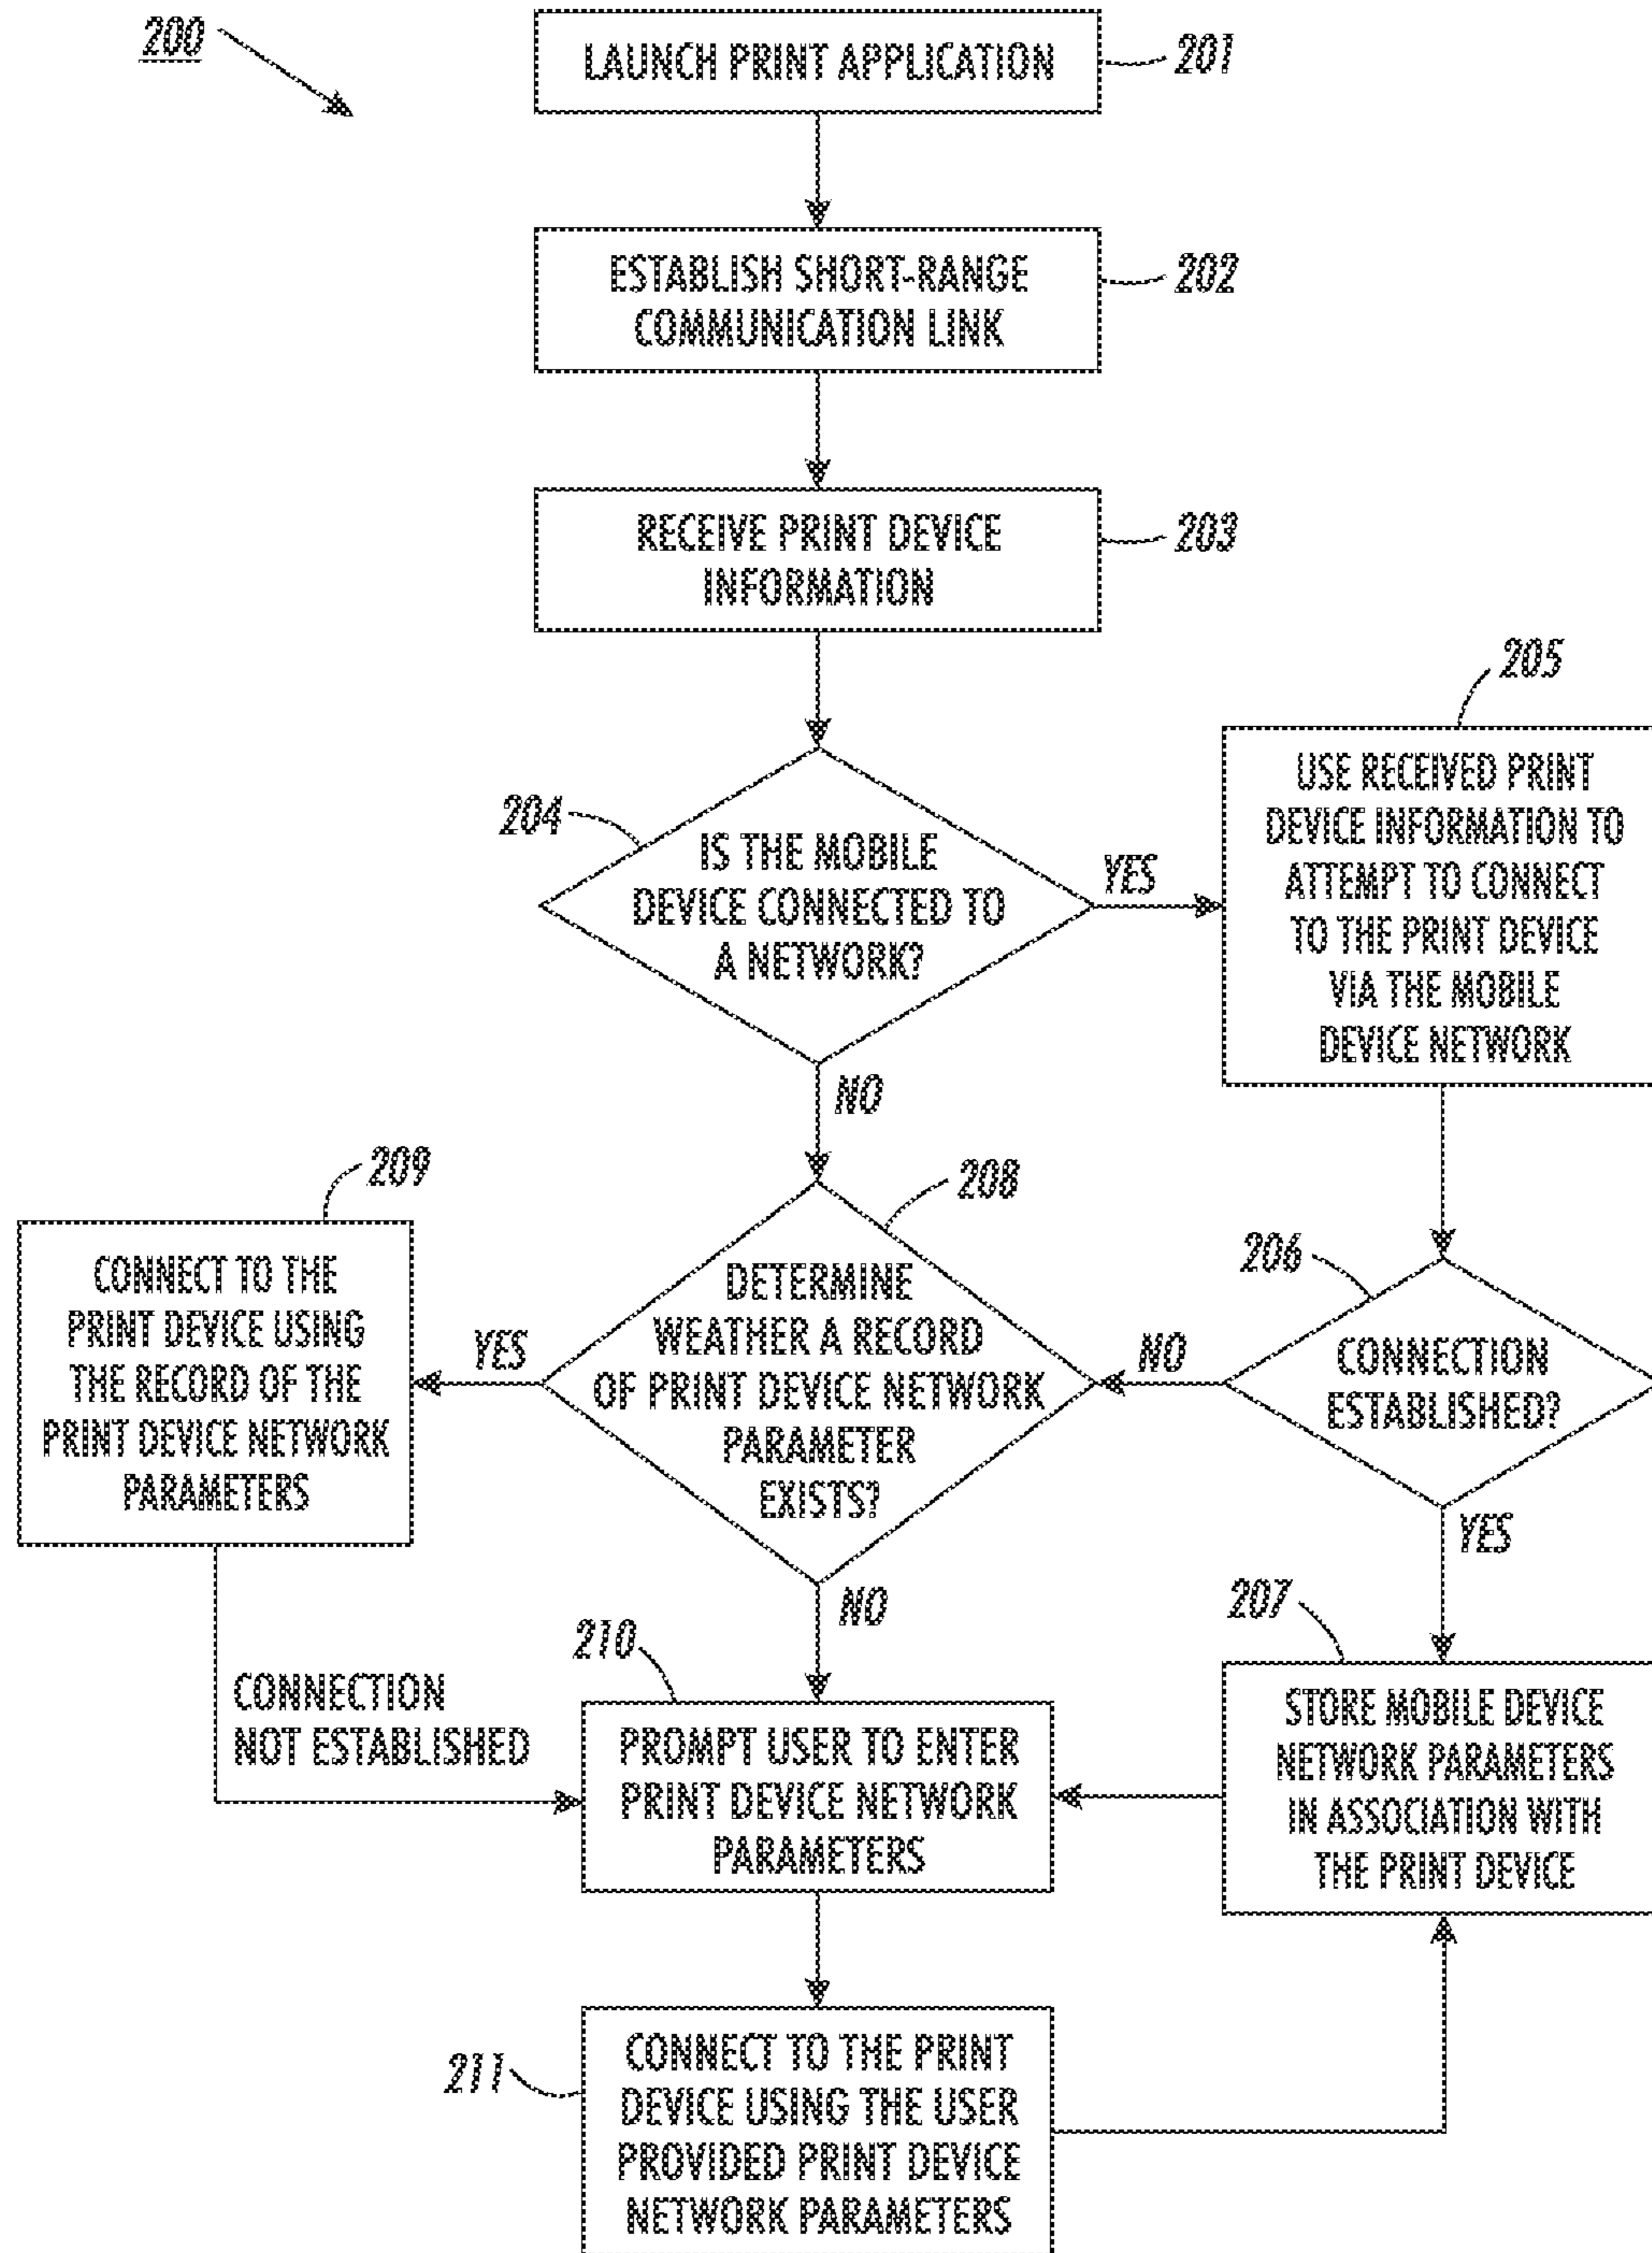 200
LAUNCH PRINT APPLICATION
201
ESTABLISH SHORT-RANGE
COMMUNICATION LINK
202
RECEIVE PRINT DEVICE
INFORMATION
203
204
IS THE MOBILE
DEVICE CONNECTED TO
A NETWORK?
YES
NO
205
USE RECEIVED PRINT
DEVICE INFORMATION TO
ATTEMPT TO CONNECT
TO THE PRINT DEVICE
VIA THE MOBILE
DEVICE NETWORK
206
CONNECTION
ESTABLISHED?
NO
YES
208
DETERMINE
WEATHER A RECORD
OF PRINT DEVICE NETWORK
PARAMETER
EXISTS?
YES
NO
209
CONNECT TO THE
PRINT DEVICE USING
THE RECORD OF THE
PRINT DEVICE NETWORK
PARAMETERS
CONNECTION
NOT ESTABLISHED
207
STORE MOBILE DEVICE
NETWORK PARAMETERS
IN ASSOCIATION WITH
THE PRINT DEVICE
210
PROMPT USER TO ENTER
PRINT DEVICE NETWORK
PARAMETERS
211
CONNECT TO THE PRINT
DEVICE USING THE USER
PROVIDED PRINT DEVICE
NETWORK PARAMETERS